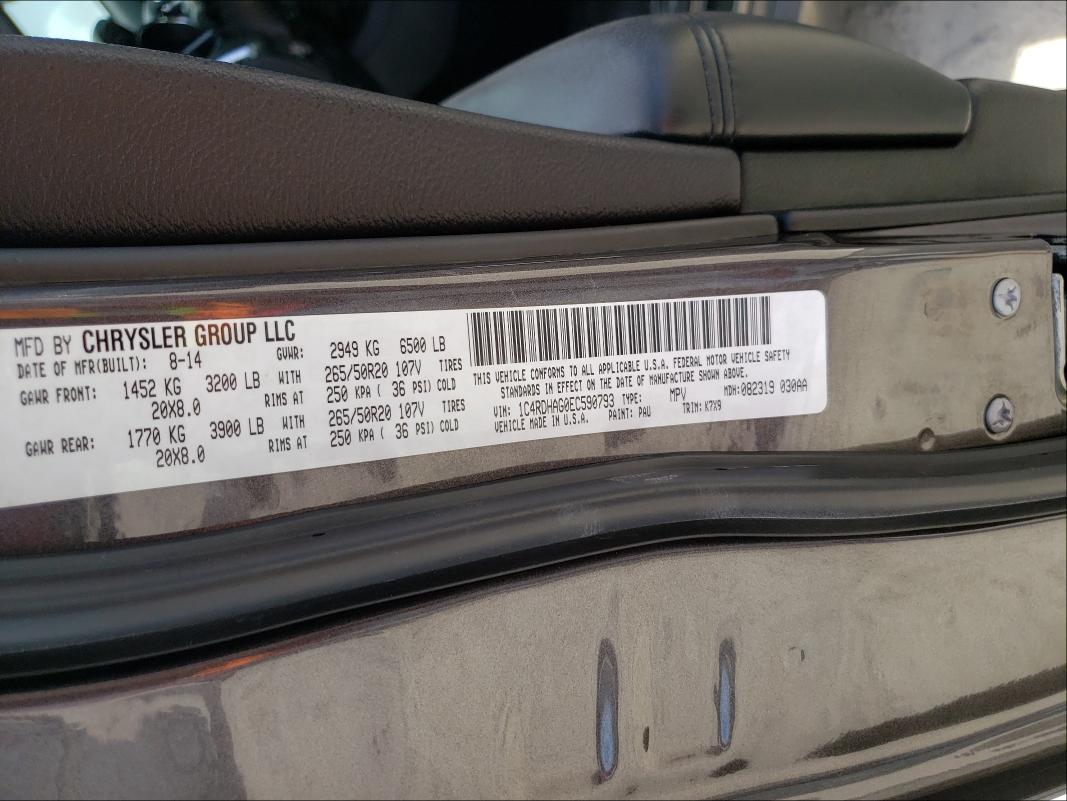 MFD BY CHRYSLER GROUP LLC
DATE OF MFR(BUILT): 8-14 GVWR: 2949 KG 6500 LB
GAWR FRONT: 1452 KG 3200 LB WITH 265/50R20 107V TIRES
20X8.0 RIMS AT 250 KPA ( 36 PSI) COLD
GAWR REAR: 1770 KG 3900 LB WITH 265/50R20 107V TIRES
20X8.0 RIMS AT 250 KPA ( 36 PSI) COLD
THIS VEHICLE CONFORMS TO ALL APPLICABLE U.S.A. FEDERAL MOTOR VEHICLE SAFETY
STANDARDS IN EFFECT ON THE DATE OF MANUFACTURE SHOWN ABOVE.
VIN: 1C4RDHAG0EC590793 TYPE: MPV MDH: 082319 030AA
VEHICLE MADE IN U.S.A. PAINT: PAU TRIM: K7X9